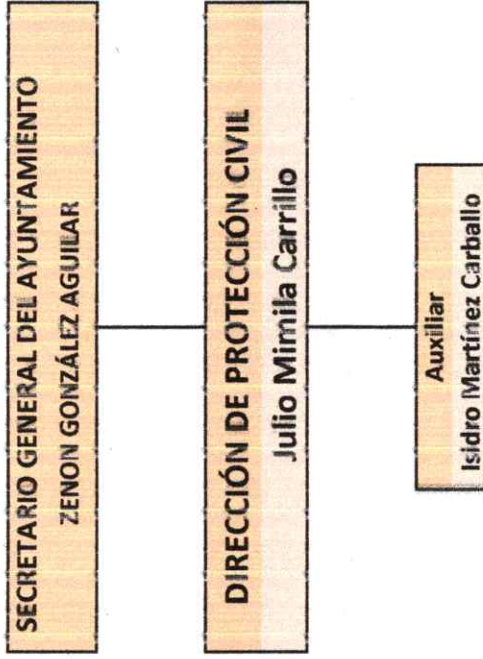 SECRETARIO GENERAL DEL AYUNTAMIENTO
ZENON GONZÁLEZ AGUILAR
DIRECCIÓN DE PROTECCIÓN CIVIL
Julio Mimila Carrillo
Auxiliar
Isidro Martínez Carballo